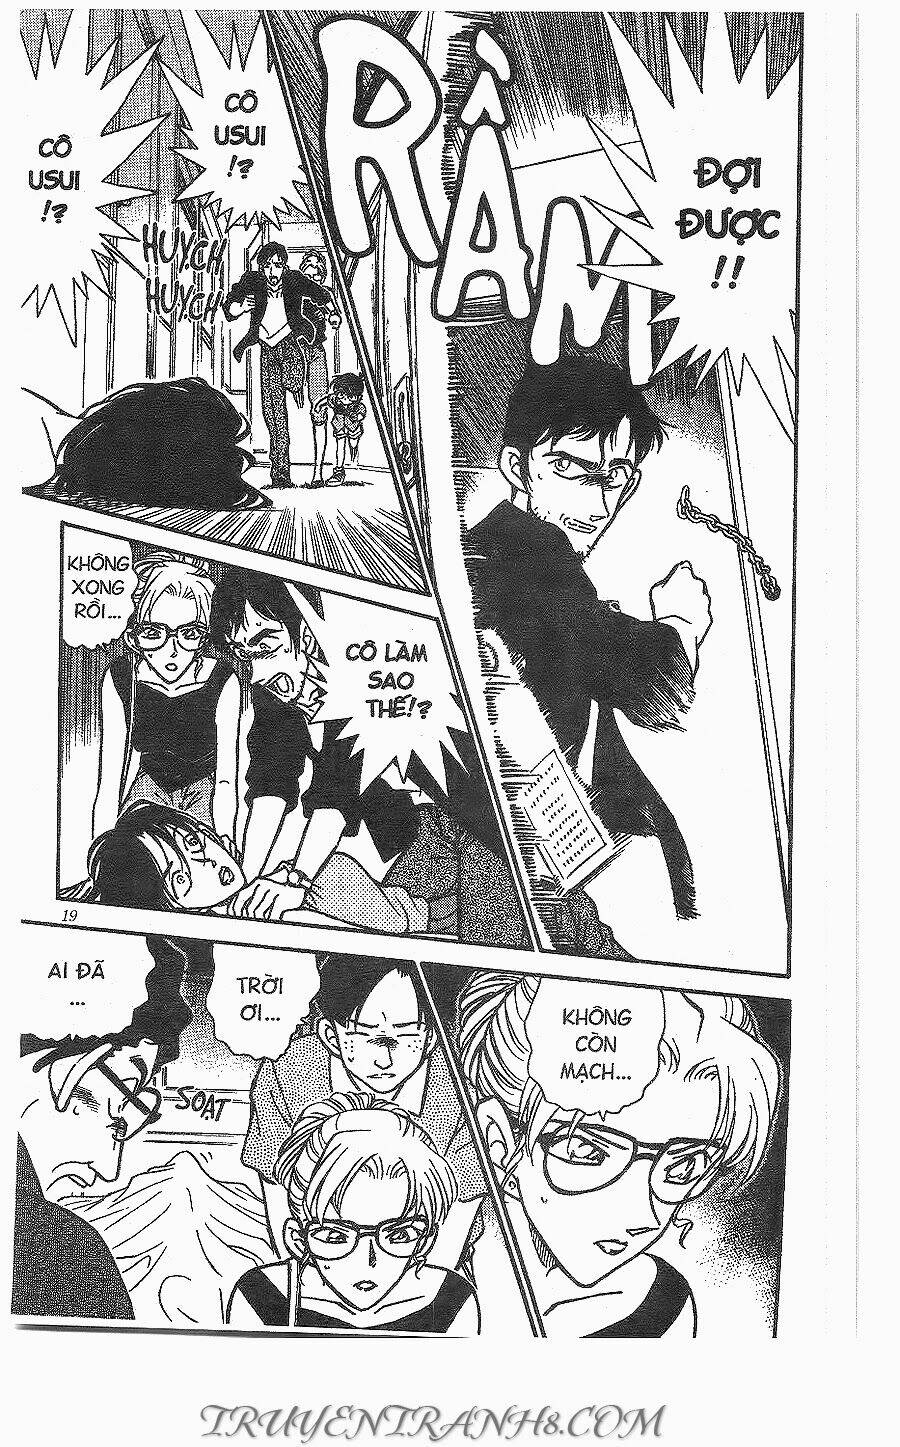 ĐỢI
ĐƯỢC
!!
RẦM
CÔ
USUI
!?
CÔ
USUI
!?
HUỴCH
HUỴCH
KHÔNG
XONG
RỒI...
CÔ LÀM
SAO
THẾ!?
19
AI ĐÃ
...
TRỜI
ƠI...
SOẠT
KHÔNG
CÒN
MẠCH...
TRUYENTRANH8.COM